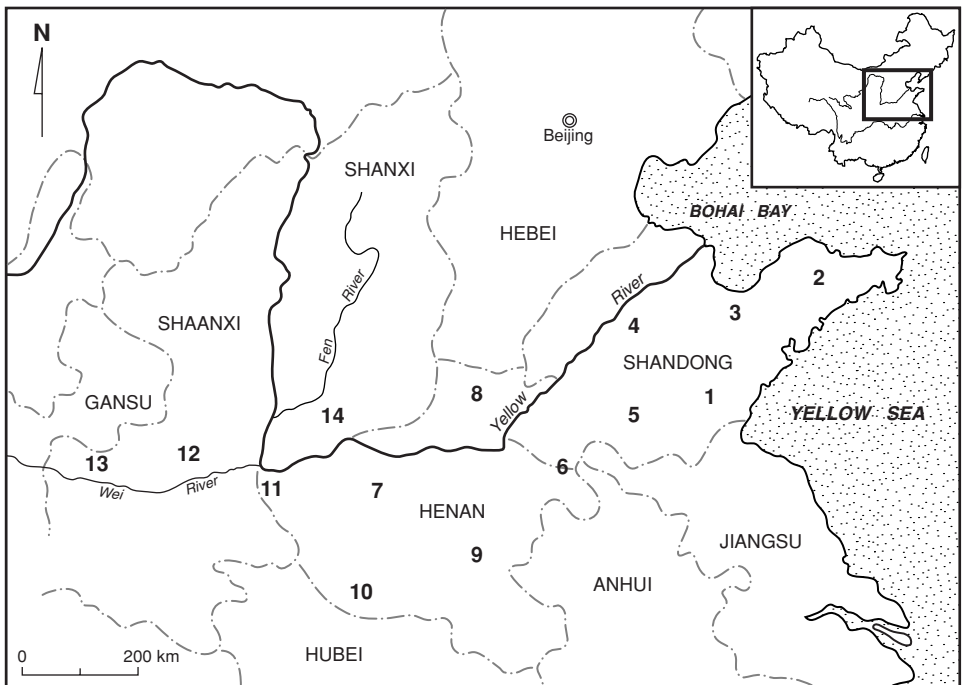 N
Beijing
SHANXI
BOHAI BAY
HEBEI
2
River
3
River
SHAANXI
4
Fen
SHANDONG
8
1
GANSU
Yellow
5
YELLOW SEA
14
12
13
6
Wei
River
11
7
HENAN
JIANGSU
9
ANHUI
10
HUBEI
0
200 km